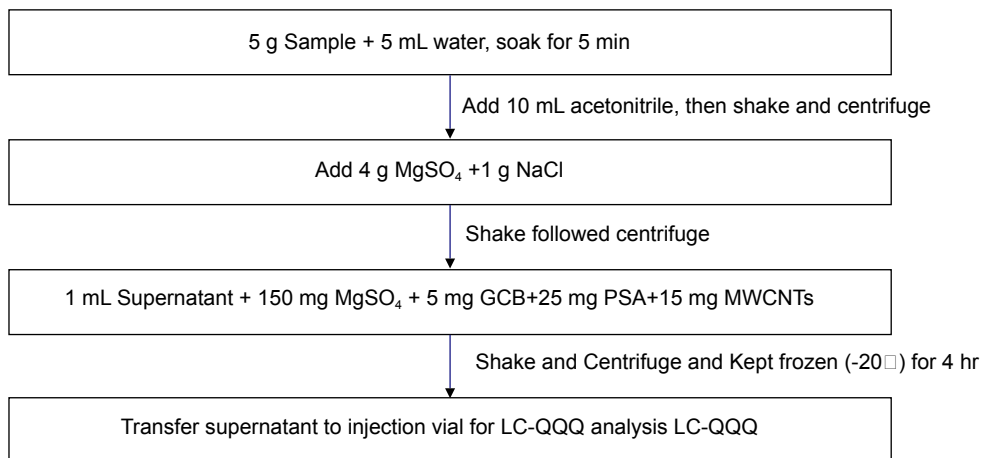 5 g Sample + 5 mL water, soak for 5 min
Add 10 mL acetonitrile, then shake and centrifuge
Add 4 g MgSO₄ +1 g NaCl
Shake followed centrifuge
1 mL Supernatant + 150 mg MgSO₄ + 5 mg GCB+25 mg PSA+15 mg MWCNTs
Shake and Centrifuge and Kept frozen (-20□) for 4 hr
Transfer supernatant to injection vial for LC-QQQ analysis LC-QQQ